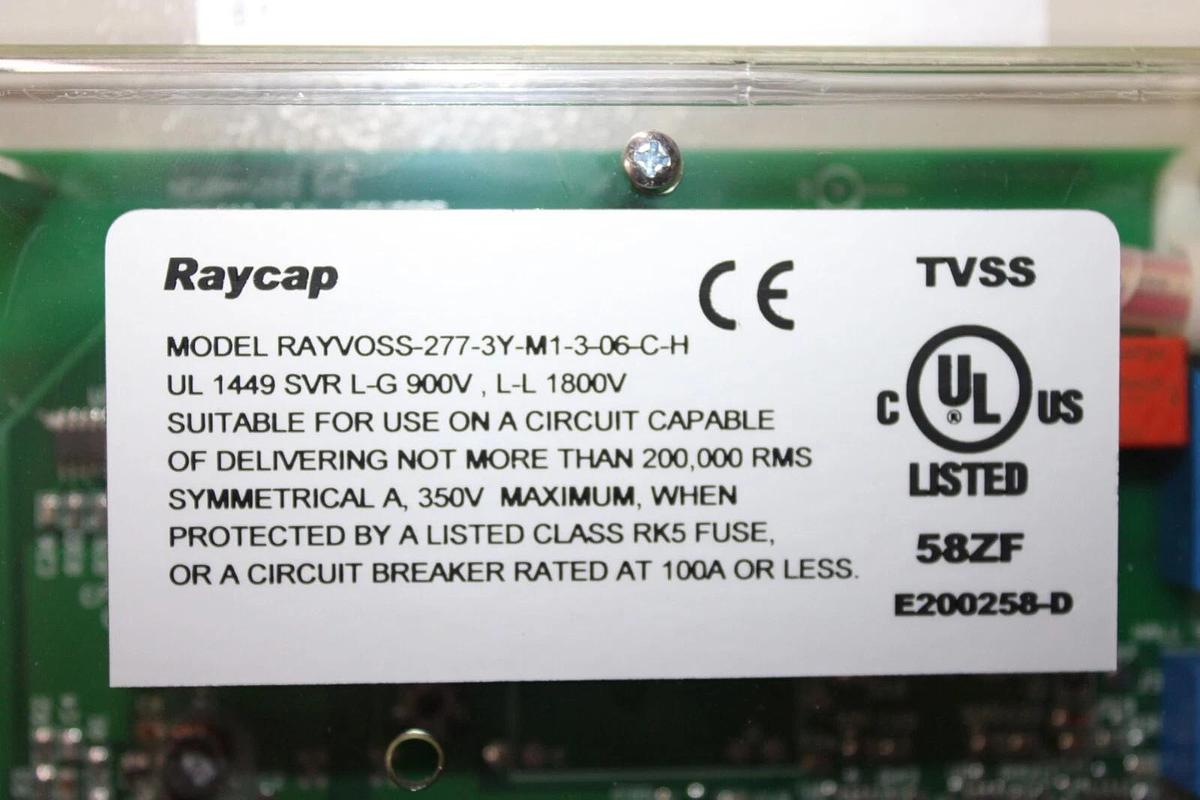 Raycap
CE
TVSS
MODEL RAYVOSS-277-3Y-M1-3-06-C-H
UL 1449 SVR L-G 900V , L-L 1800V
SUITABLE FOR USE ON A CIRCUIT CAPABLE
OF DELIVERING NOT MORE THAN 200,000 RMS
SYMMETRICAL A, 350V MAXIMUM, WHEN
PROTECTED BY A LISTED CLASS RK5 FUSE,
OR A CIRCUIT BREAKER RATED AT 100A OR LESS.
C UL ® US
LISTED
58ZF
E200258-D